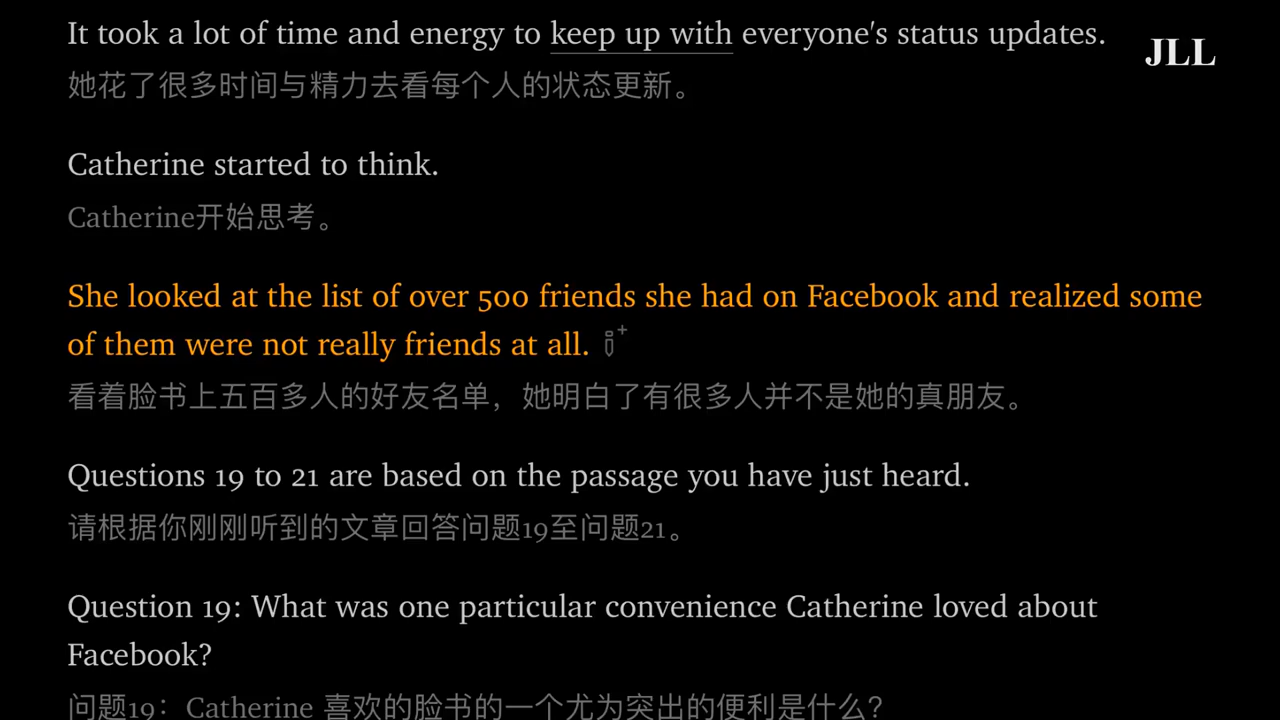 It took a lot of time and energy to keep up with everyone's status updates.
JLL
她花了很多时间与精力去看每个人的状态更新。
Catherine started to think.
Catherine开始思考。
She looked at the list of over 500 friends she had on Facebook and realized some
of them were not really friends at all.
看着脸书上五百多人的好友名单，她明白了有很多人并不是她的真朋友。
Questions 19 to 21 are based on the passage you have just heard.
请根据你刚刚听到的文章回答问题19至问题21。
Question 19: What was one particular convenience Catherine loved about
Facebook?
问题19：Catherine 喜欢的脸书的一个尤为突出的便利是什么？